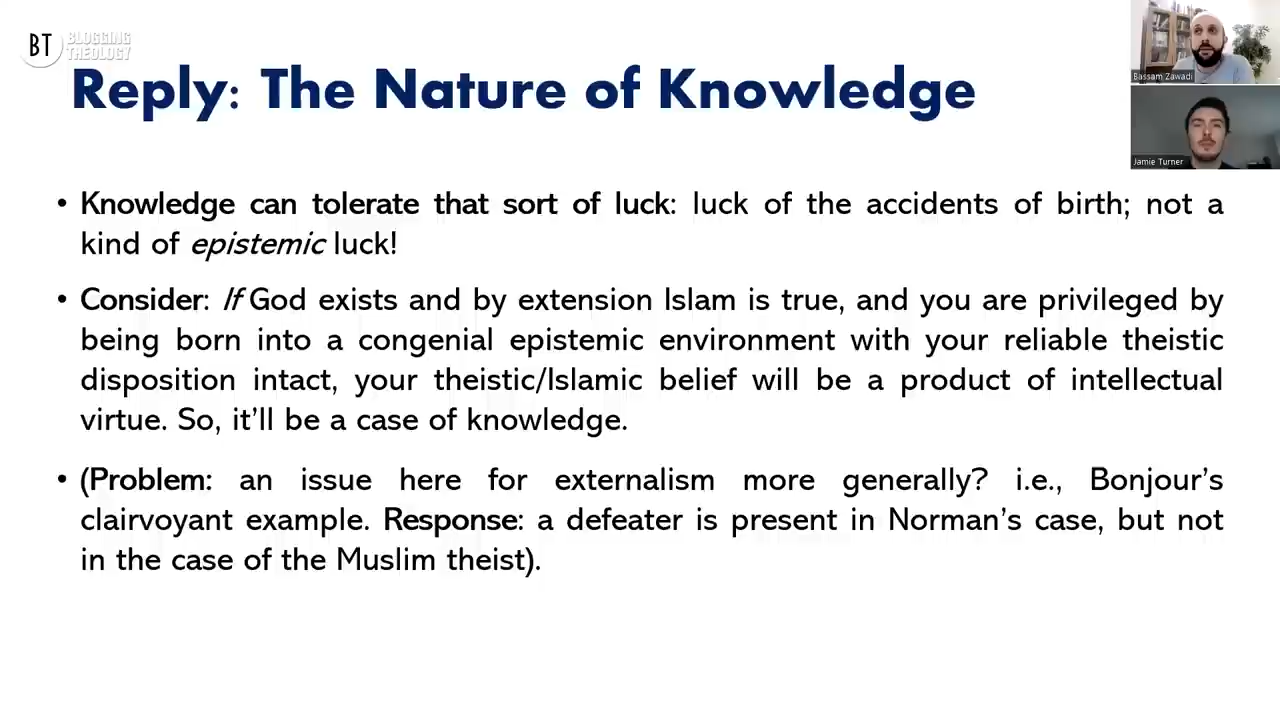 BT BLOGGING
THEOLOGY
Reply: The Nature of Knowledge
Bassam Zawadi
Jamie Turner
• Knowledge can tolerate that sort of luck: luck of the accidents of birth; not a
kind of epistemic luck!
• Consider: If God exists and by extension Islam is true, and you are privileged by
being born into a congenial epistemic environment with your reliable theistic
disposition intact, your theistic/Islamic belief will be a product of intellectual
virtue. So, it'll be a case of knowledge.
• (Problem: an issue here for externalism more generally? i.e., Bonjour's
clairvoyant example. Response: a defeater is present in Norman's case, but not
in the case of the Muslim theist).